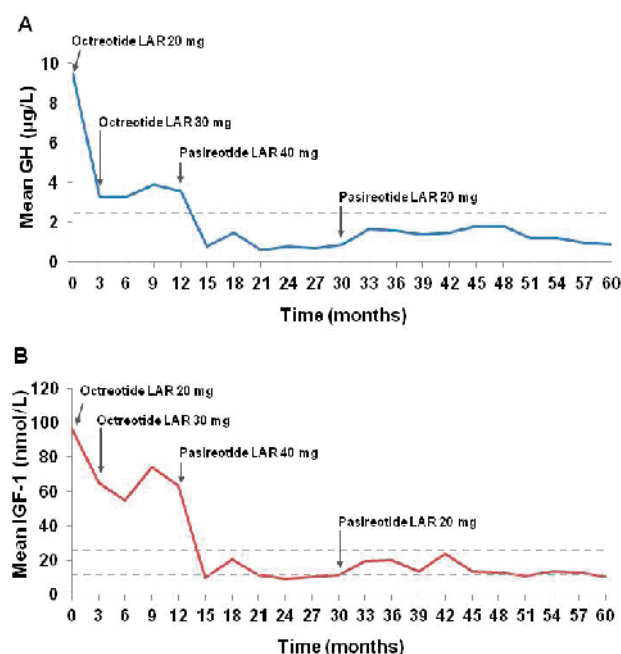 A
Octreotide LAR 20 mg
10
Octreotide LAR 30 mg
8
Pasireotide LAR 40 mg
6
Pasireotide LAR 20 mg
4
2
0
Mean GH (µg/L)
0 3 6 9 12 15 18 21 24 27 30 33 36 39 42 45 48 51 54 57 60
Time (months)
B
120
Octreotide LAR 20 mg
100
Octreotide LAR 30 mg
80
Pasireotide LAR 40 mg
60
Pasireotide LAR 20 mg
40
20
0
Mean IGF-1 (nmol/L)
0 3 6 9 12 15 18 21 24 27 30 33 36 39 42 45 48 51 54 57 60
Time (months)